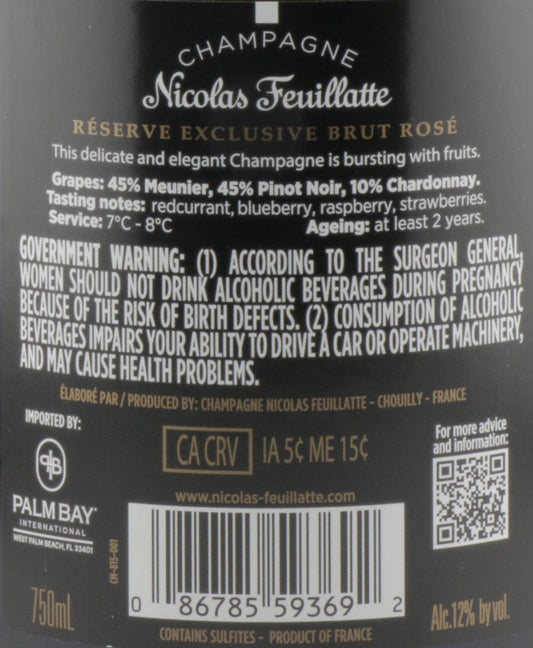 CHAMPAGNE
Nicolas Feuillatte
RÉSERVE EXCLUSIVE BRUT ROSÉ
This delicate and elegant Champagne is bursting with fruits.
Grapes: 45% Meunier, 45% Pinot Noir, 10% Chardonnay.
Tasting notes: redcurrant, blueberry, raspberry, strawberries.
Service: 7°C - 8°C Ageing: at least 2 years.
GOVERNMENT WARNING: (1) ACCORDING TO THE SURGEON GENERAL,
WOMEN SHOULD NOT DRINK ALCOHOLIC BEVERAGES DURING PREGNANCY
BECAUSE OF THE RISK OF BIRTH DEFECTS. (2) CONSUMPTION OF ALCOHOLIC
BEVERAGES IMPAIRS YOUR ABILITY TO DRIVE A CAR OR OPERATE MACHINERY,
AND MAY CAUSE HEALTH PROBLEMS.
ÉLABORÉ PAR / PRODUCED BY: CHAMPAGNE NICOLAS FEUILLATTE - CHOUILLY - FRANCE
IMPORTED BY:
PALM BAY
INTERNATIONAL
WEST PALM BEACH, FL 33401
CA CRV IA 5¢ ME 15¢
For more advice
and information:
www.nicolas-feuillatte.com
CH-815-001
750mL
0 86785 59369 2
Alc.12% by vol.
CONTAINS SULFITES - PRODUCT OF FRANCE